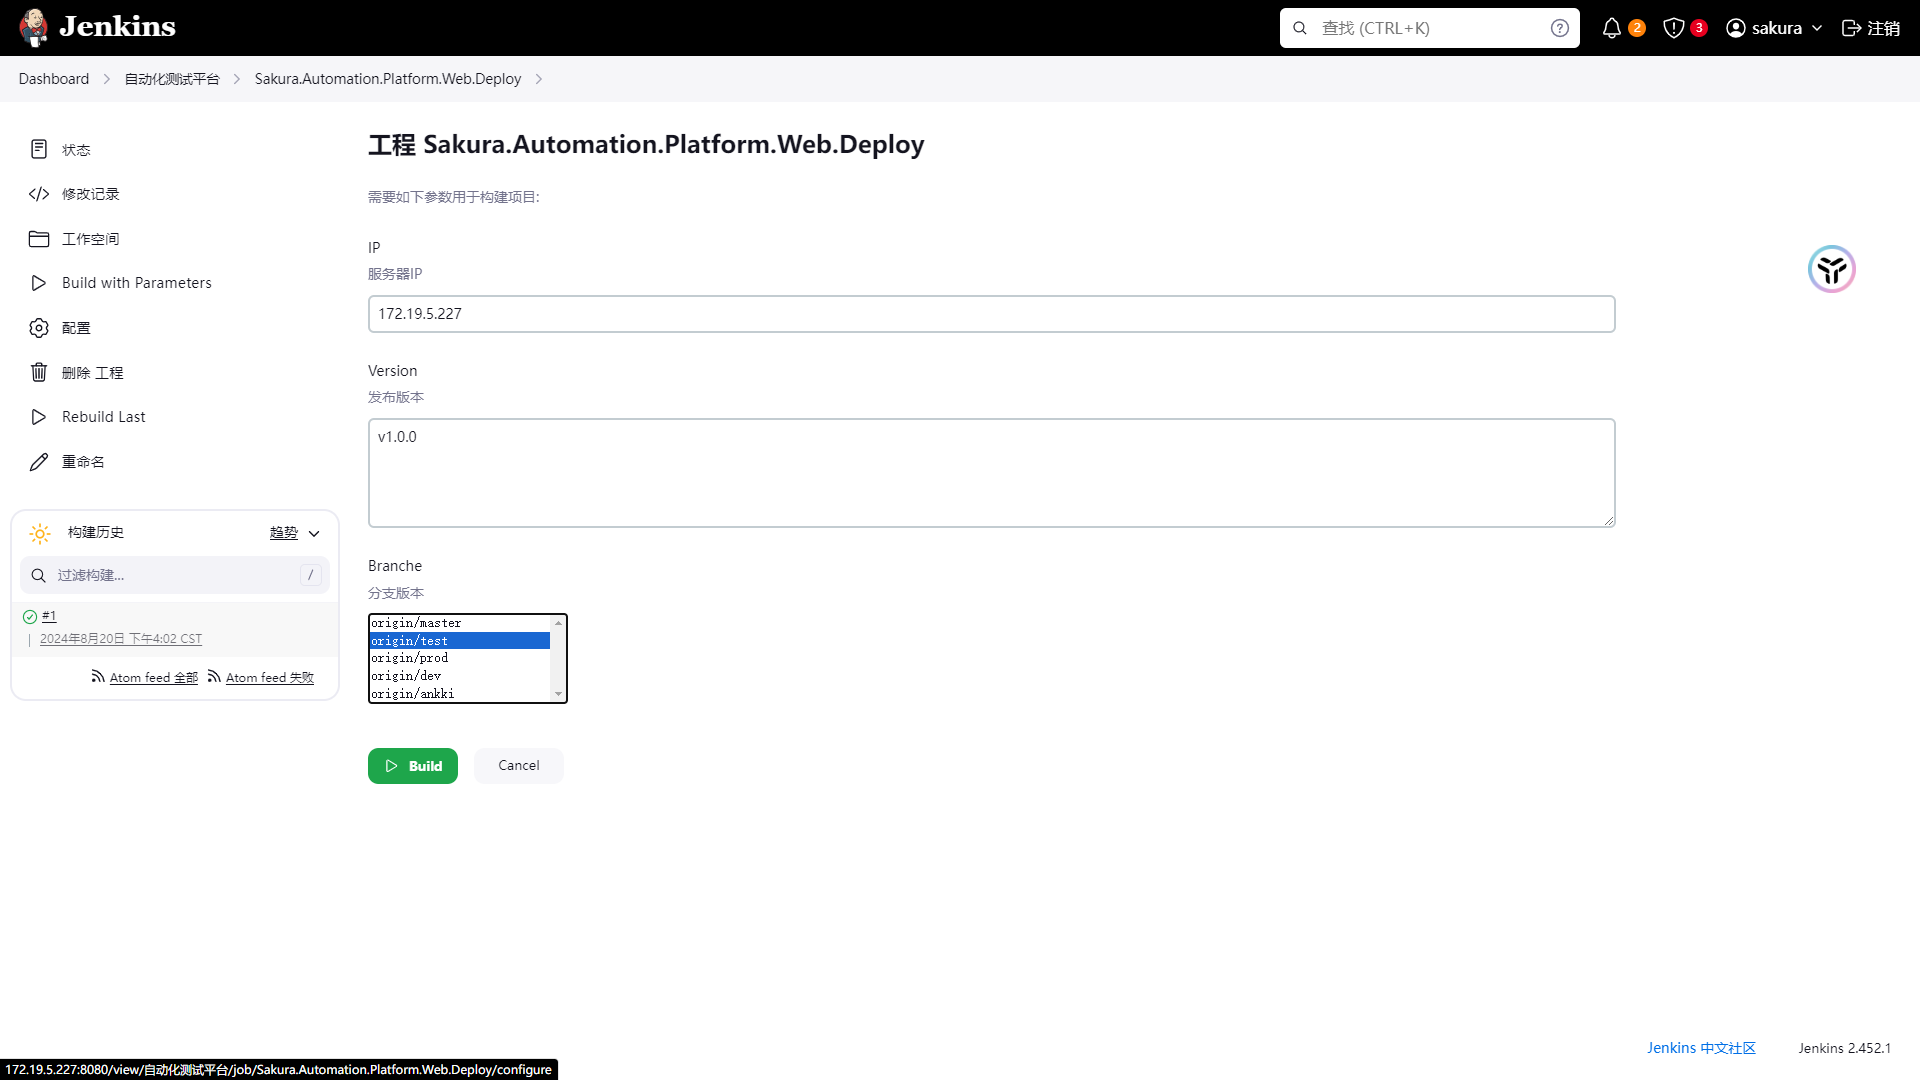 Jenkins
查找 (CTRL+K)
2
3
sakura
注销
Dashboard
自动化测试平台
Sakura.Automation.Platform.Web.Deploy
状态
修改记录
工作空间
Build with Parameters
配置
删除 工程
Rebuild Last
重命名
构建历史
趋势
过滤构建...
/
#1
2024年8月20日 下午4:02 CST
Atom feed 全部
Atom feed 失败
工程 Sakura.Automation.Platform.Web.Deploy
需要如下参数用于构建项目:
IP
服务器IP
172.19.5.227
Version
发布版本
v1.0.0
Branche
分支版本
origin/master
origin/test
origin/prod
origin/dev
origin/ankki
Build
Cancel
Jenkins 中文社区
Jenkins 2.452.1
172.19.5.227:8080/view/自动化测试平台/job/Sakura.Automation.Platform.Web.Deploy/configure